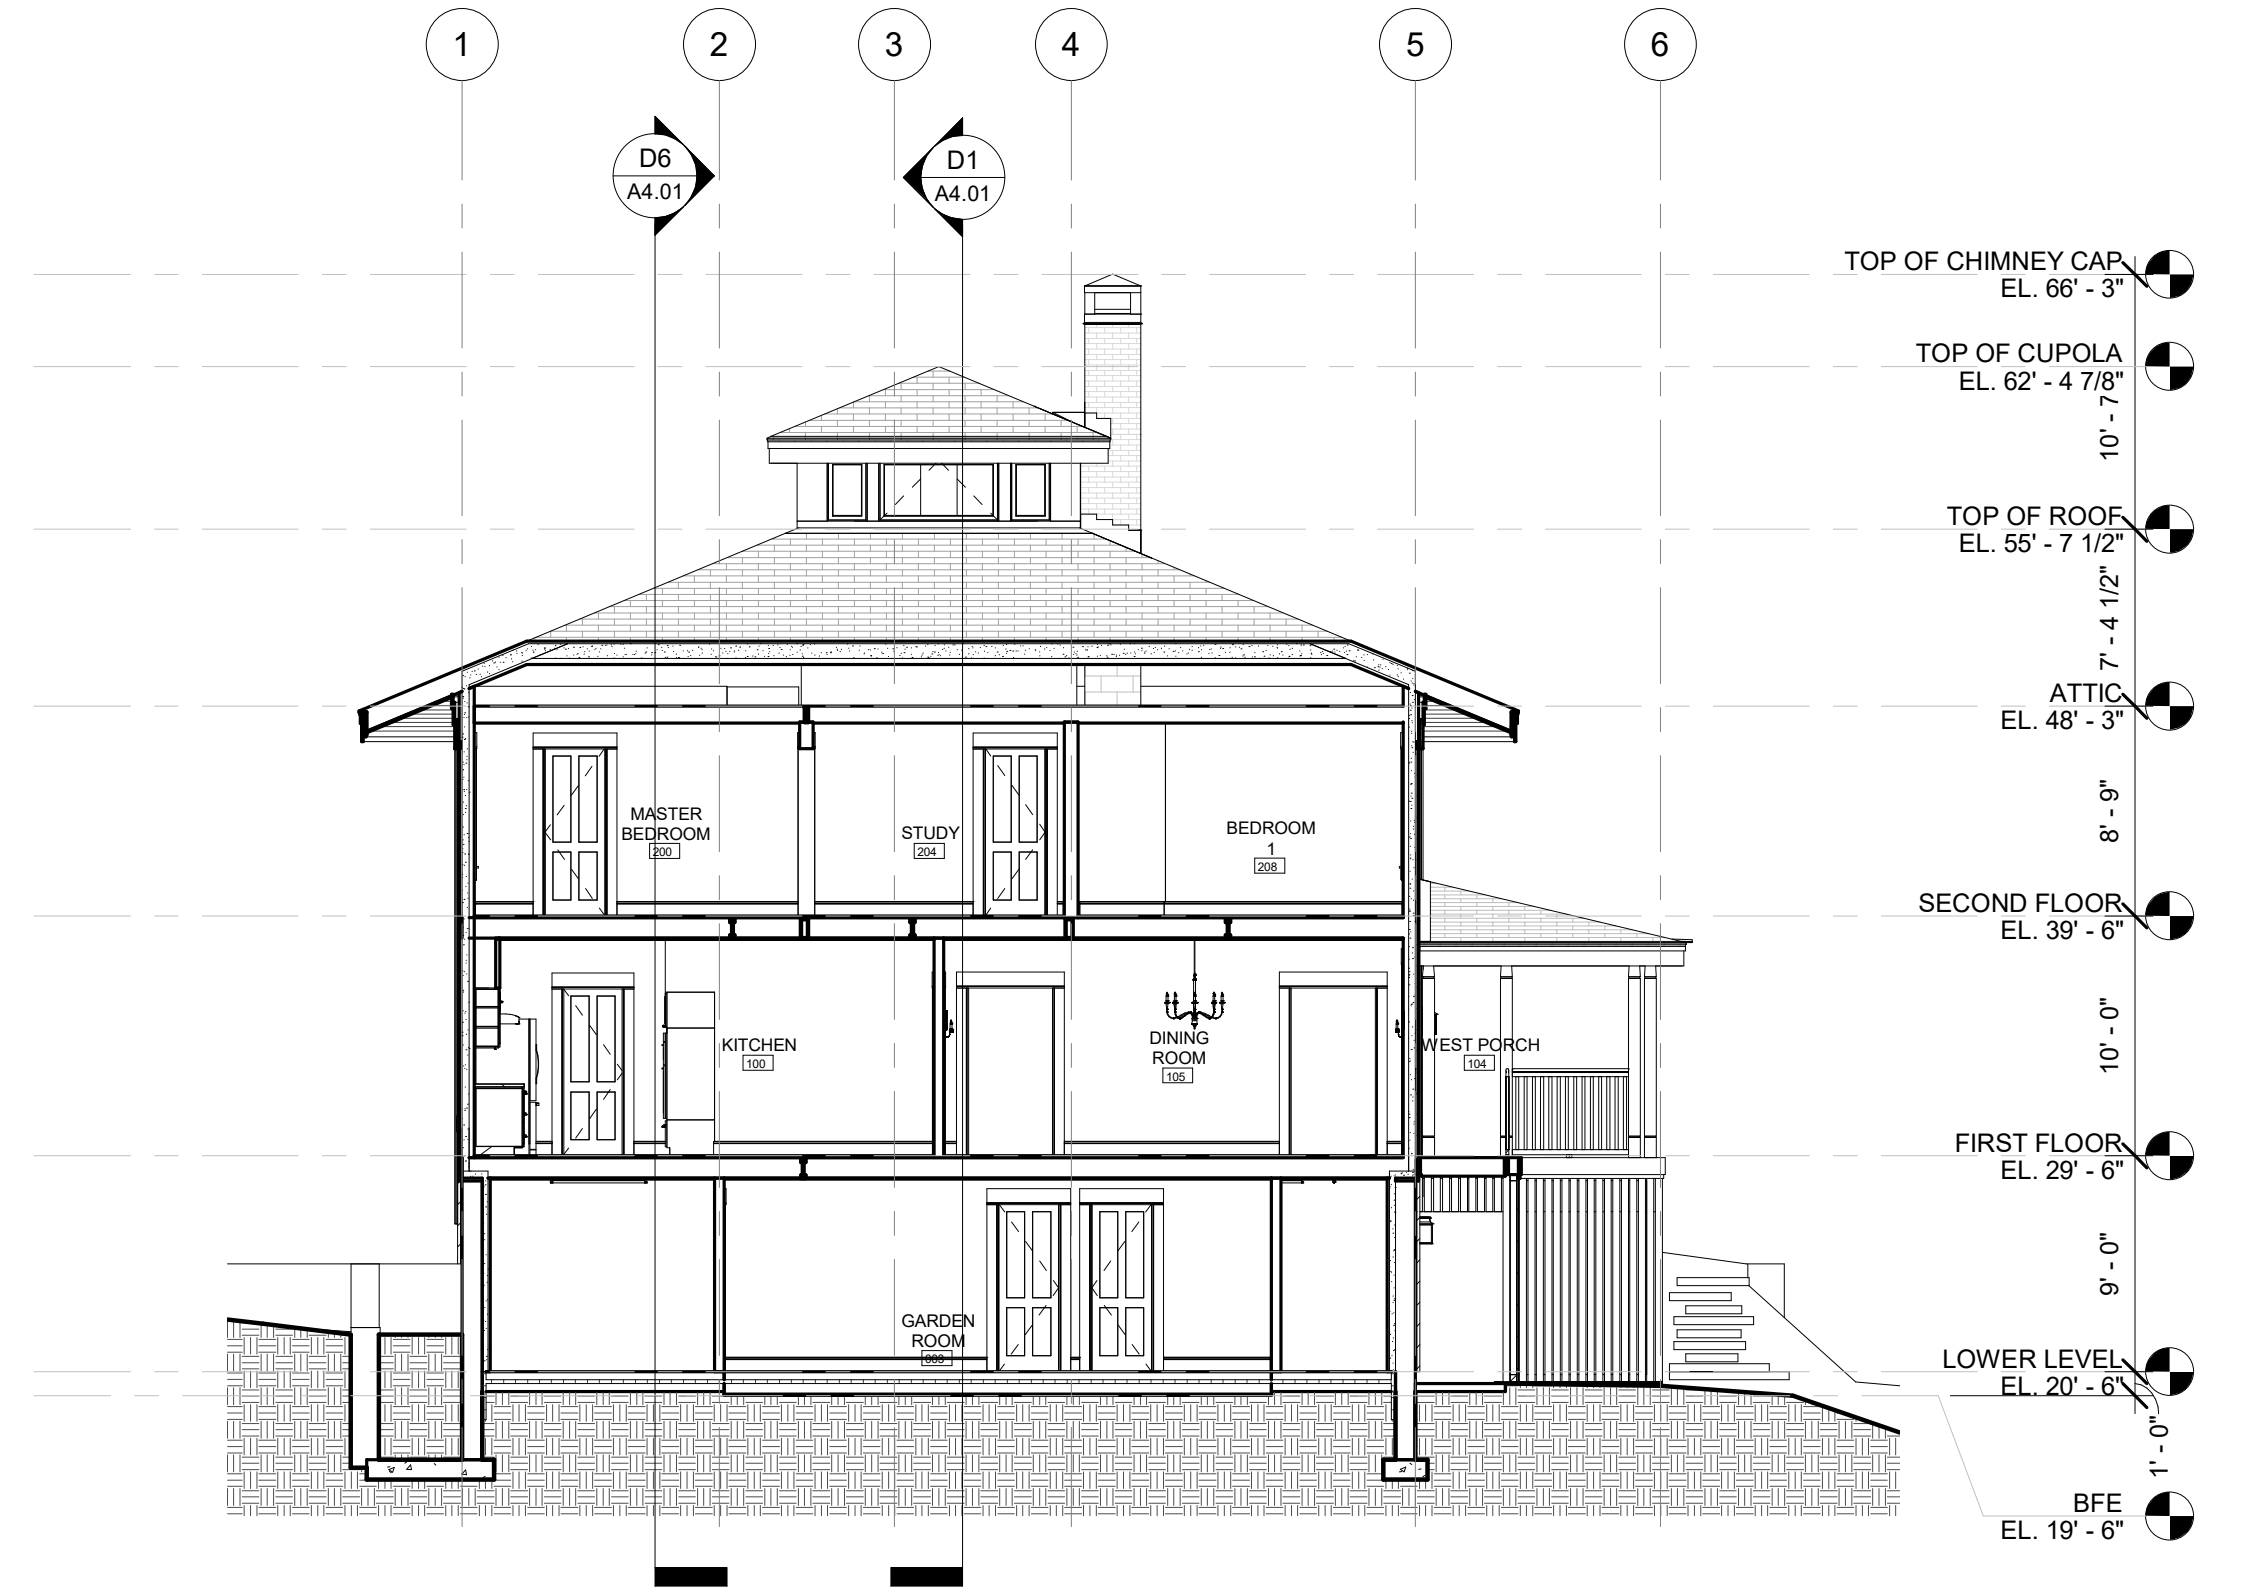 1
2
3
4
5
6
D6
A4.01
D1
A4.01
TOP OF CHIMNEY CAP
EL. 66' - 3"
TOP OF CUPOLA
EL. 62' - 4 7/8"
10' - 7"
TOP OF ROOF
EL. 55' - 7 1/2"
7' - 4 1/2"
ATTIC
EL. 48' - 3"
8' - 9"
SECOND FLOOR
EL. 39' - 6"
10' - 0"
FIRST FLOOR
EL. 29' - 6"
9' - 0"
LOWER LEVEL
EL. 20' - 6"
1' - 0"
BFE
EL. 19' - 6"
MASTER
BEDROOM
200
STUDY
204
BEDROOM
1
208
KITCHEN
100
DINING
ROOM
105
WEST PORCH
104
GARDEN
ROOM